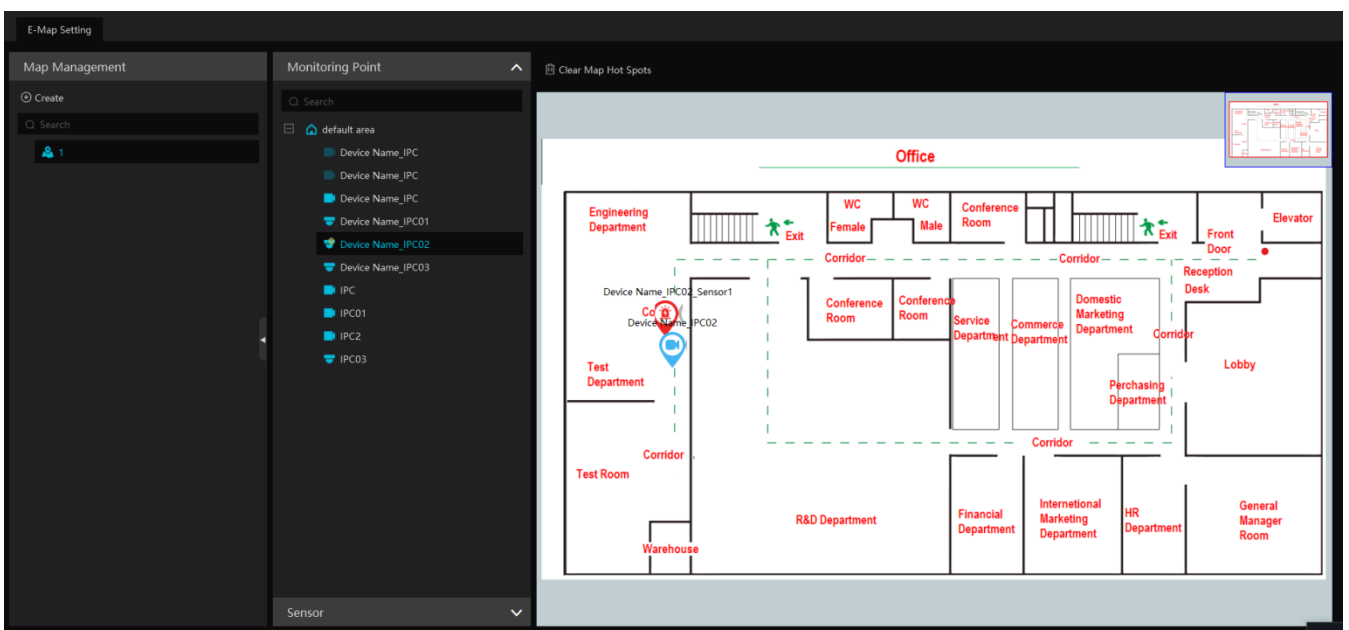 E-Map Setting
Map Management
Create
Search
1
Monitoring Point
Search
default area
Device Name_IPC
Device Name_IPC
Device Name_IPC
Device Name_IPC01
Device Name_IPC02
Device Name_IPC03
IPC
IPC01
IPC2
IPC03
Sensor
Clear Map Hot Spots
Office
Engineering
Department
Exit
WC
Female
WC
Male
Conference
Room
Exit
Front
Door
Elevator
Corridor
Corridor
Reception
Desk
Device Name_IPC02_Sensor1
Device Name_IPC02
Conference
Room
Conference
Room
Service
Department
Commerce
Department
Domestic
Marketing
Department
Corridor
Perchasing
Department
Lobby
Test
Department
Corridor
Corridor
Test Room
Warehouse
R&D Department
Financial
Department
International
Marketing
Department
HR
Department
General
Manager
Room